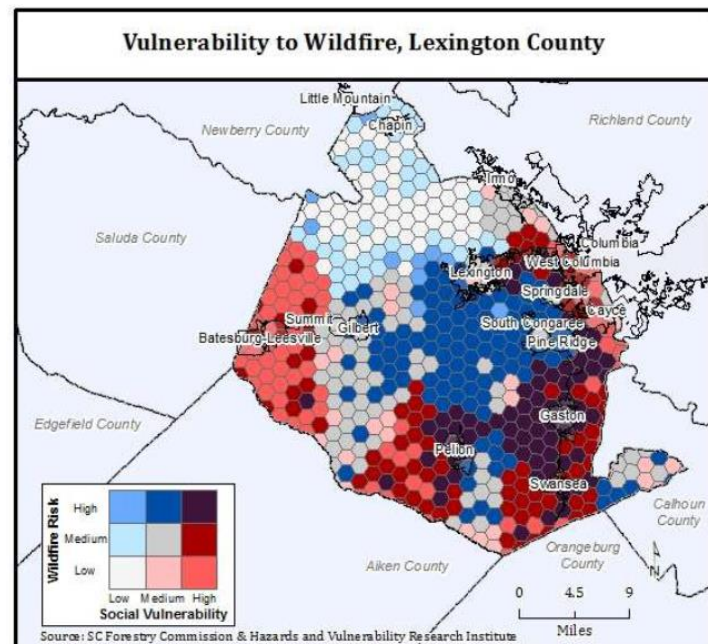 Vulnerability to Wildfire, Lexington County
Little Mountain
Newberry County
Chapin
Richland County
Irmo
Saluda County
Columbia
West Columbia
Lexington
Springdale
Summit
Gilbert
South Congaree
Cayce
Batesburg-Leesville
Pine Ridge
Edgefield County
Gaston
Pelion
Swansea
Calhoun
County
Orangeburg
County
Aiken County
N
Wildfire Risk
High
Medium
Low
Low Medium High
Social Vulnerability
0 4.5 9
Miles
Source: SC Forestry Commission & Hazards and Vulnerability Research Institute